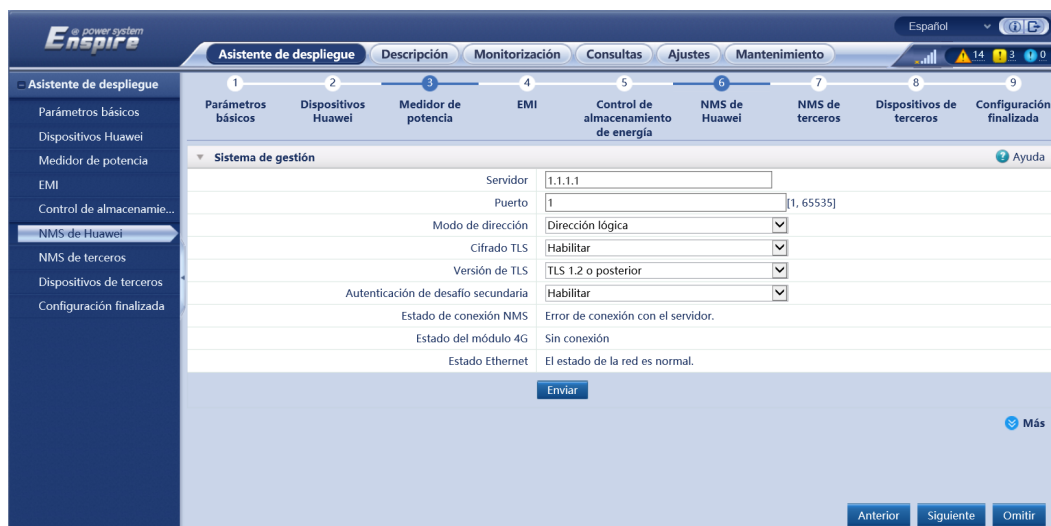 Enspire
@ power system
Español
Asistente de despliegue
Descripción
Monitorización
Consultas
Ajustes
Mantenimiento
14
3
0
Asistente de despliegue
Parámetros básicos
Dispositivos Huawei
Medidor de potencia
EMI
Control de almacenamie...
NMS de Huawei
NMS de terceros
Dispositivos de terceros
Configuración finalizada
1
2
3
4
5
6
7
8
9
Parámetros básicos
Dispositivos Huawei
Medidor de potencia
EMI
Control de almacenamiento de energía
NMS de Huawei
NMS de terceros
Dispositivos de terceros
Configuración finalizada
Sistema de gestión
Ayuda
Servidor 1.1.1.1
Puerto 1 [1, 65535]
Modo de dirección Dirección lógica
Cifrado TLS Habilitar
Versión de TLS TLS 1.2 o posterior
Autenticación de desafío secundaria Habilitar
Estado de conexión NMS Error de conexión con el servidor.
Estado del módulo 4G Sin conexión
Estado Ethernet El estado de la red es normal.
Enviar
Más
Anterior
Siguiente
Omitir